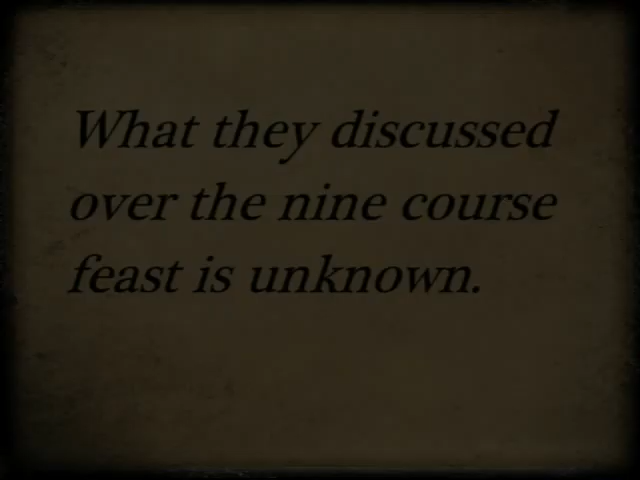 What they discussed
over the nine course
feast is unknown.